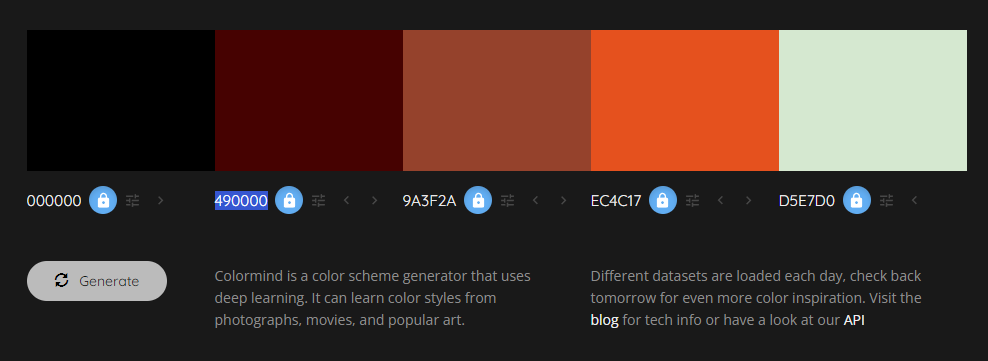 000000 490000 9A3F2A EC4C17 D5E7D0
Generate
Colormind is a color scheme generator that uses
deep learning. It can learn color styles from
photographs, movies, and popular art.
Different datasets are loaded each day, check back
tomorrow for even more color inspiration. Visit the
blog for tech info or have a look at our API